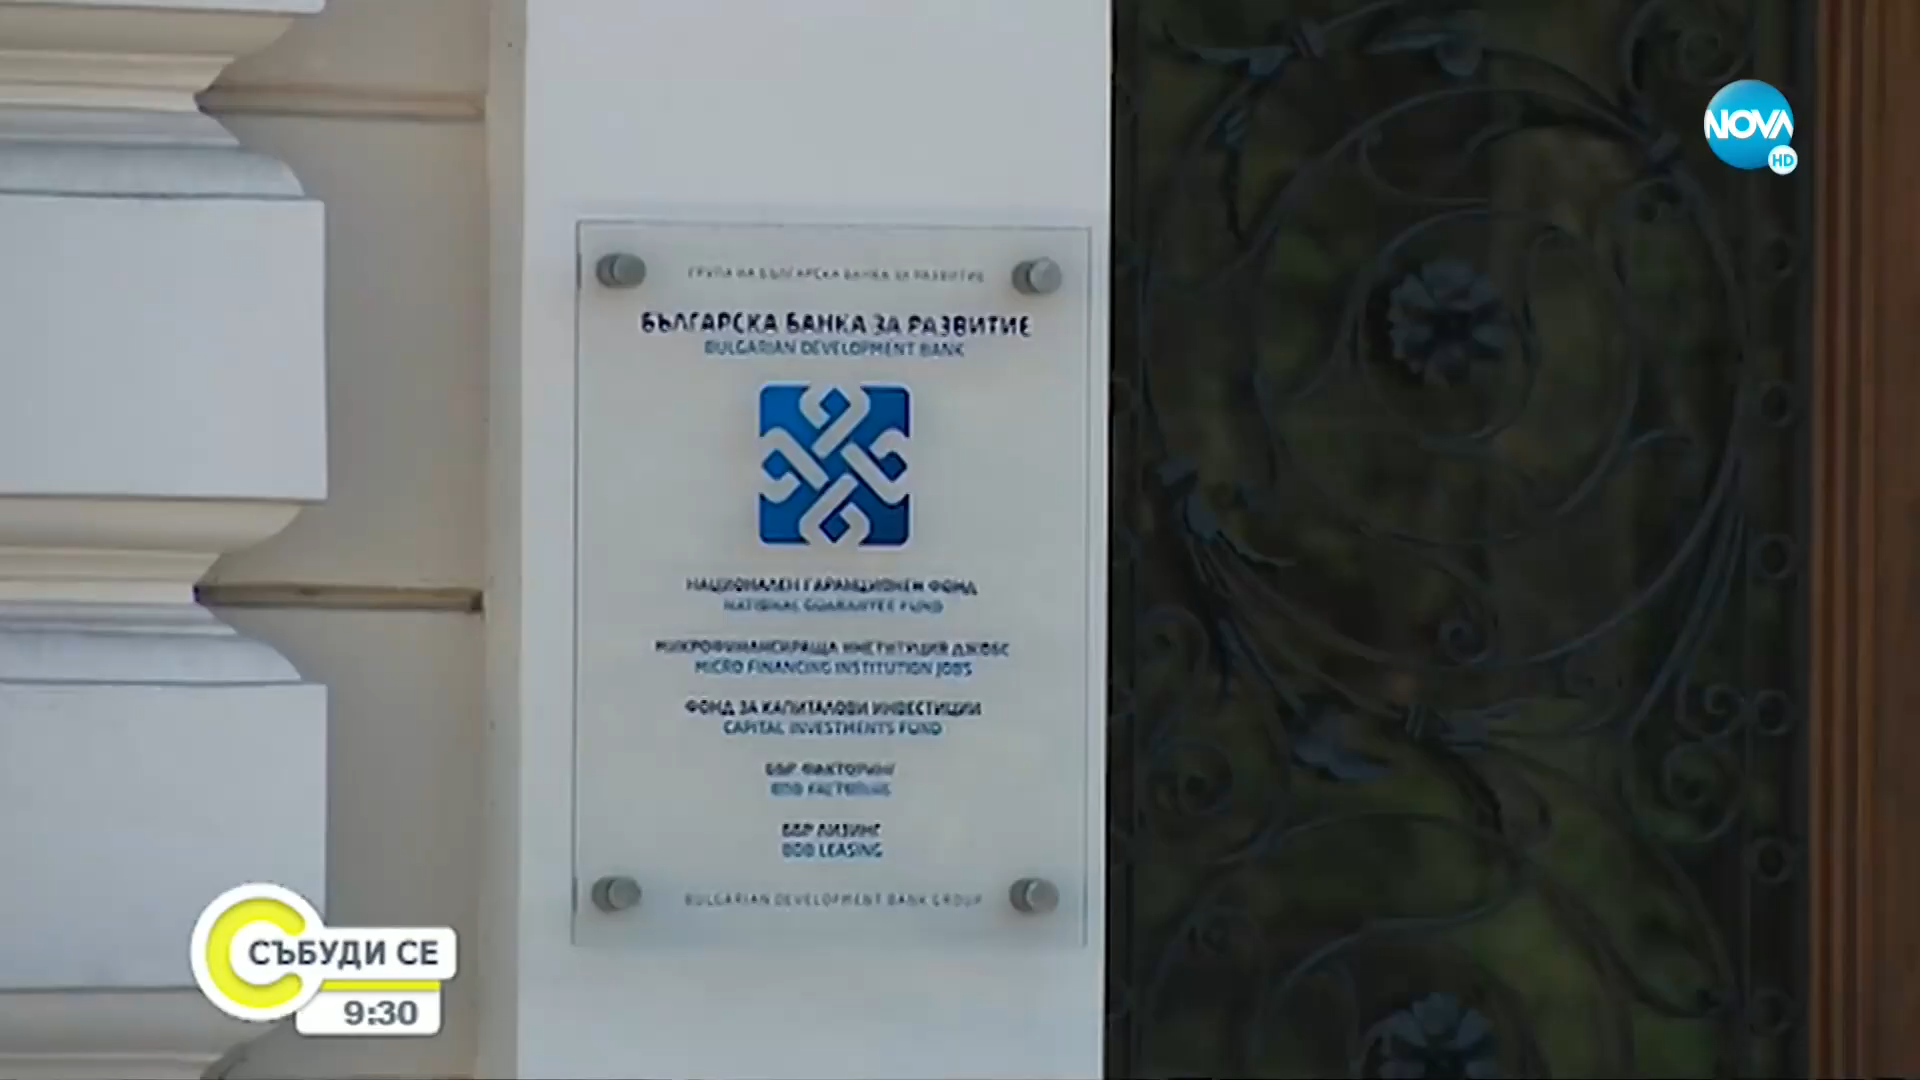 NOVA
HD
ГРУПА НА БЪЛГАРСКА БАНКА ЗА РАЗВИТИЕ
БЪЛГАРСКА БАНКА ЗА РАЗВИТИЕ
BULGARIAN DEVELOPMENT BANK
НАЦИОНАЛЕН ГАРАНЦИОНЕН ФОНД
NATIONAL GUARANTEE FUND
МИКРОФИНАНСИРАЩА ИНСТИТУЦИЯ ДЖОБС
MICRO FINANCING INSTITUTION JOBS
ФОНД ЗА КАПИТАЛОВИ ИНВЕСТИЦИИ
CAPITAL INVESTMENTS FUND
ББР ФАКТОРИНГ
BDB FACTORING
ББР ЛИЗИНГ
BDB LEASING
BULGARIAN DEVELOPMENT BANK GROUP
СЪБУДИ СЕ
9:30